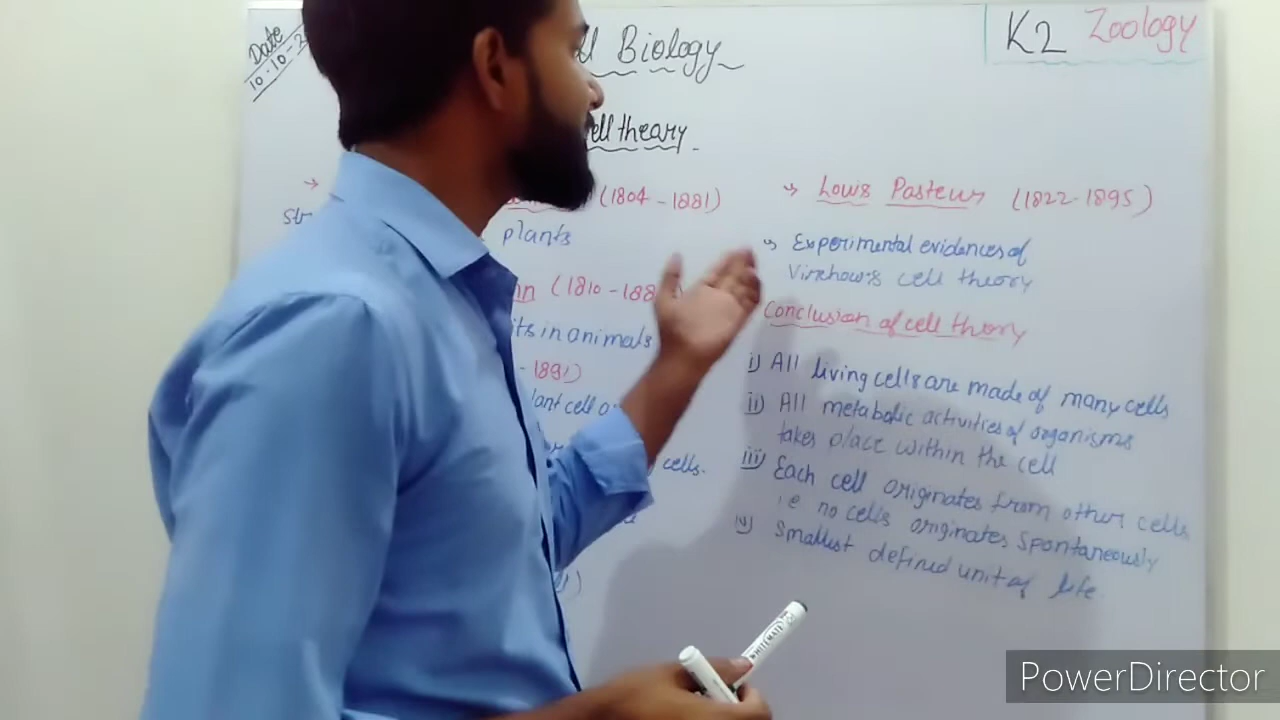 Date
10-10-2
Biology
K2 Zoology
cell theory
(1804-1881)
plants
(1810-188
its in animals
- 1891)
lant cell
cells.
→ Louis Pasteur (1822-1895)
→ Experimental evidences of
Virchow's cell theory
Conclusion of cell theory
i) All living cells are made of many cells
ii) All metabolic activities of organisms
takes place within the cell
iii) Each cell originates from other cells
i.e no cells originates spontaneously
iv) Smallest defined unit of life
WHITEMATE
PowerDirector